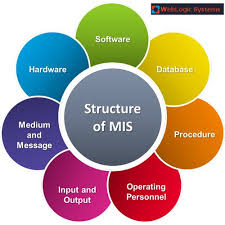 WebLogic Systems
Software
Database
Procedure
Operating
Personnel
Input and
Output
Medium
and
Message
Hardware
Structure
of MIS